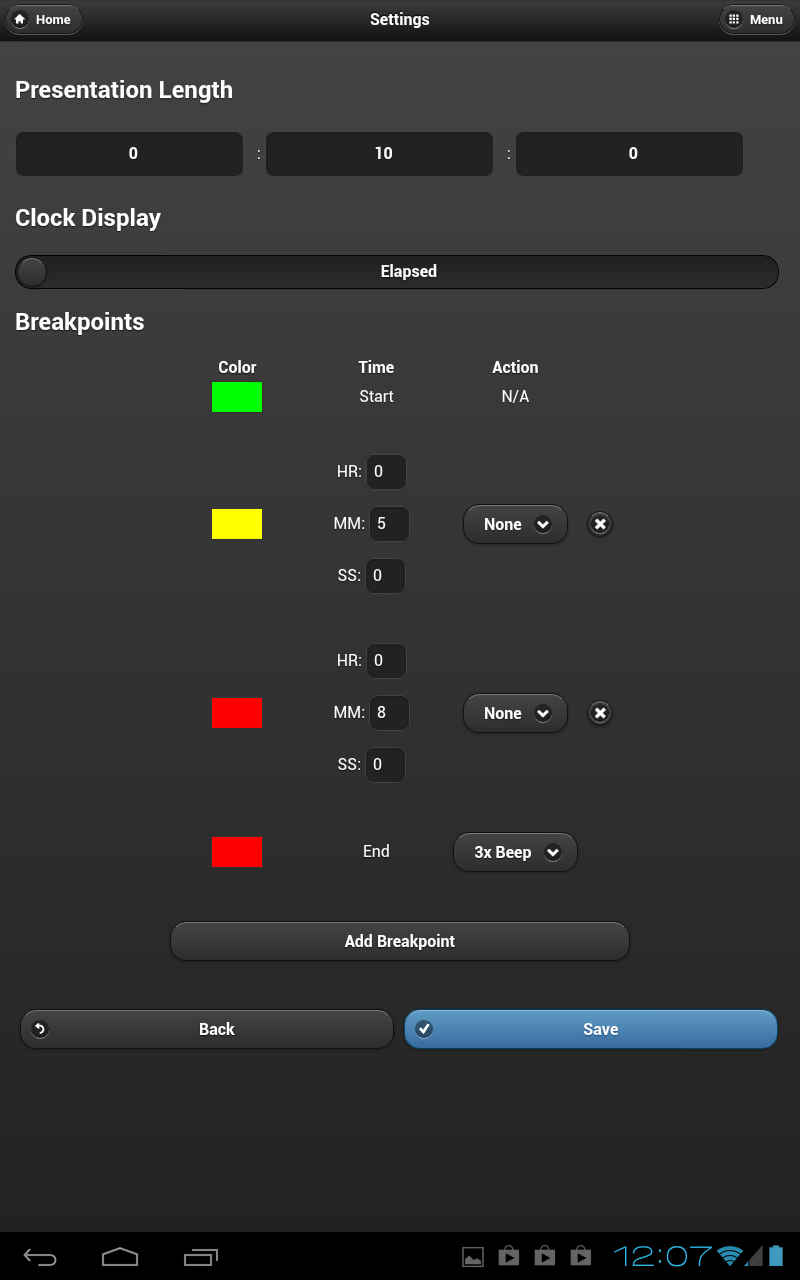 Home Settings Menu
Presentation Length
0 : 10 : 0
Clock Display
Elapsed
Breakpoints
Color Time Action
Start N/A
HR: 0
MM: 5 None
SS: 0
HR: 0
MM: 8 None
SS: 0
End 3x Beep
Add Breakpoint
Back Save
12:07